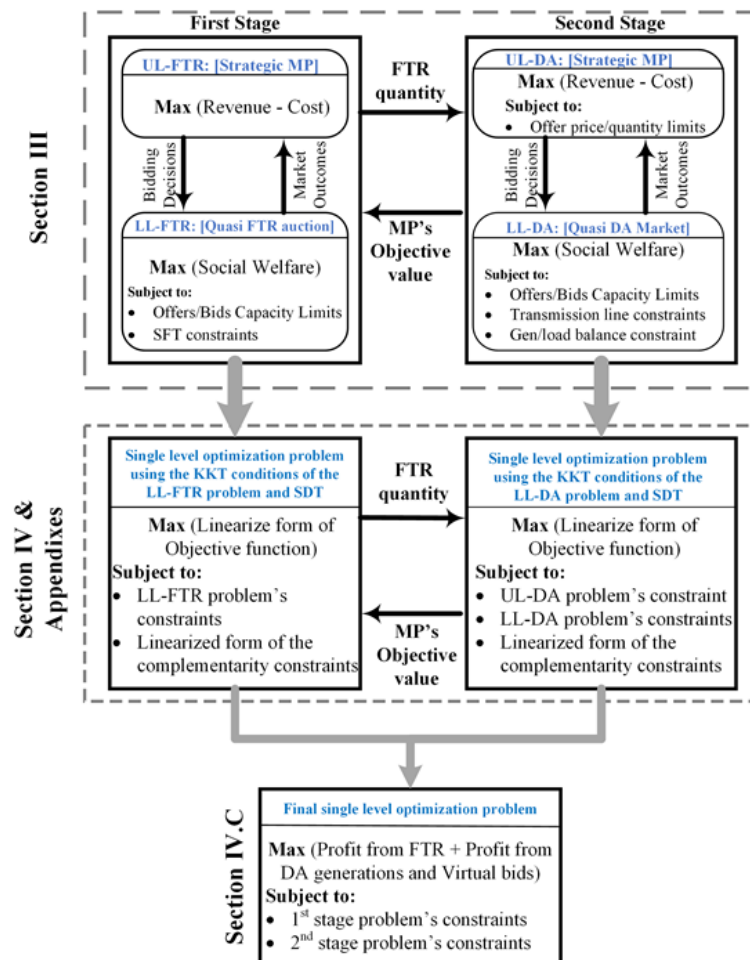 First Stage
Second Stage
Section III
UL-FTR: [Strategic MP]
Max (Revenue - Cost)
Bidding
Decisions
Market
Outcomes
LL-FTR: [Quasi FTR auction]
Max (Social Welfare)
Subject to:
• Offers/Bids Capacity Limits
• SFT constraints
FTR
quantity
MP's
Objective
value
UL-DA: [Strategic MP]
Max (Revenue - Cost)
Subject to:
• Offer price/quantity limits
Bidding
Decisions
Market
Outcomes
LL-DA: [Quasi DA Market]
Max (Social Welfare)
Subject to:
• Offers/Bids Capacity Limits
• Transmission line constraints
• Gen/load balance constraint
Section IV &
Appendixes
Single level optimization problem
using the KKT conditions of the
LL-FTR problem and SDT
Max (Linearize form of
Objective function)
Subject to:
• LL-FTR problem's
constraints
• Linearized form of the
complementarity constraints
FTR
quantity
MP's
Objective
value
Single level optimization problem
using the KKT conditions of the
LL-DA problem and SDT
Max (Linearize form of
Objective function)
Subject to:
• UL-DA problem's constraint
• LL-DA problem's constraints
• Linearized form of the
complementarity constraints
Section IV.C
Final single level optimization problem
Max (Profit from FTR + Profit from
DA generations and Virtual bids)
Subject to:
• 1st stage problem's constraints
• 2nd stage problem's constraints